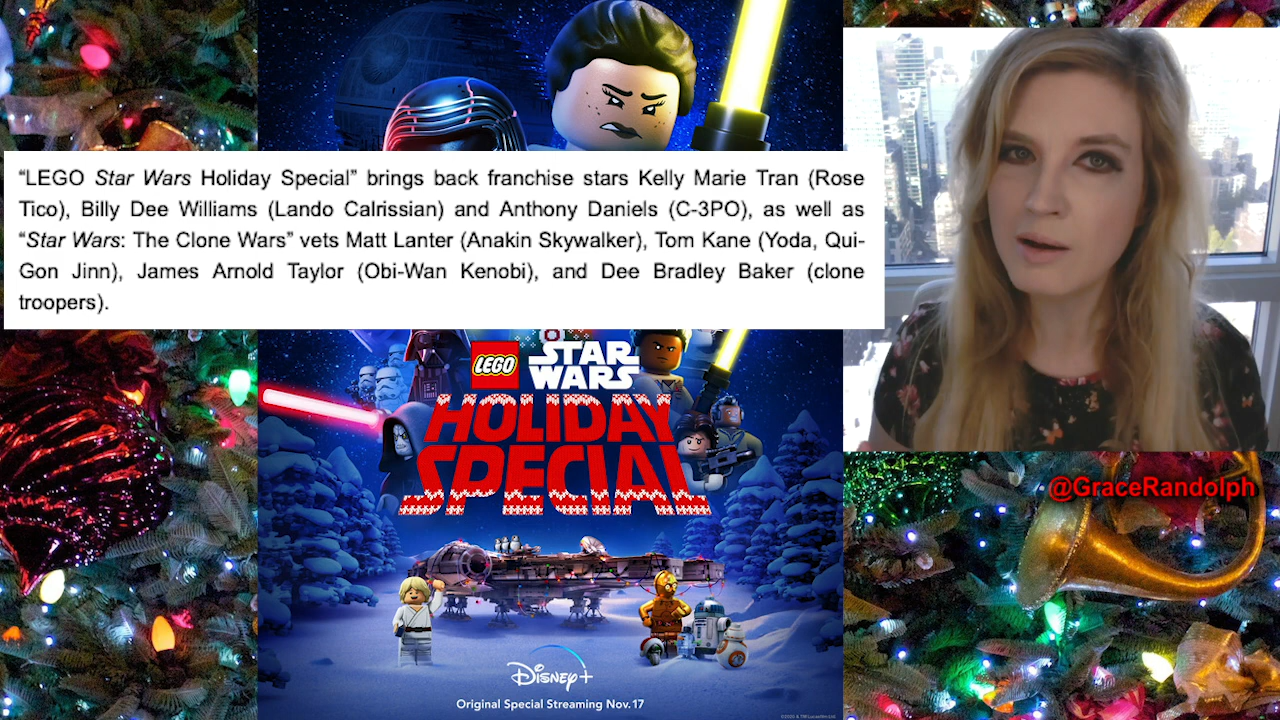 “LEGO Star Wars Holiday Special” brings back franchise stars Kelly Marie Tran (Rose
Tico), Billy Dee Williams (Lando Calrissian) and Anthony Daniels (C-3PO), as well as
“Star Wars: The Clone Wars” vets Matt Lanter (Anakin Skywalker), Tom Kane (Yoda, Qui-
Gon Jinn), James Arnold Taylor (Obi-Wan Kenobi), and Dee Bradley Baker (clone
troopers).
LEGO STAR
WARS
HOLIDAY
SPECIAL
@GraceRandolph
Disney+
Original Special Streaming Nov.17